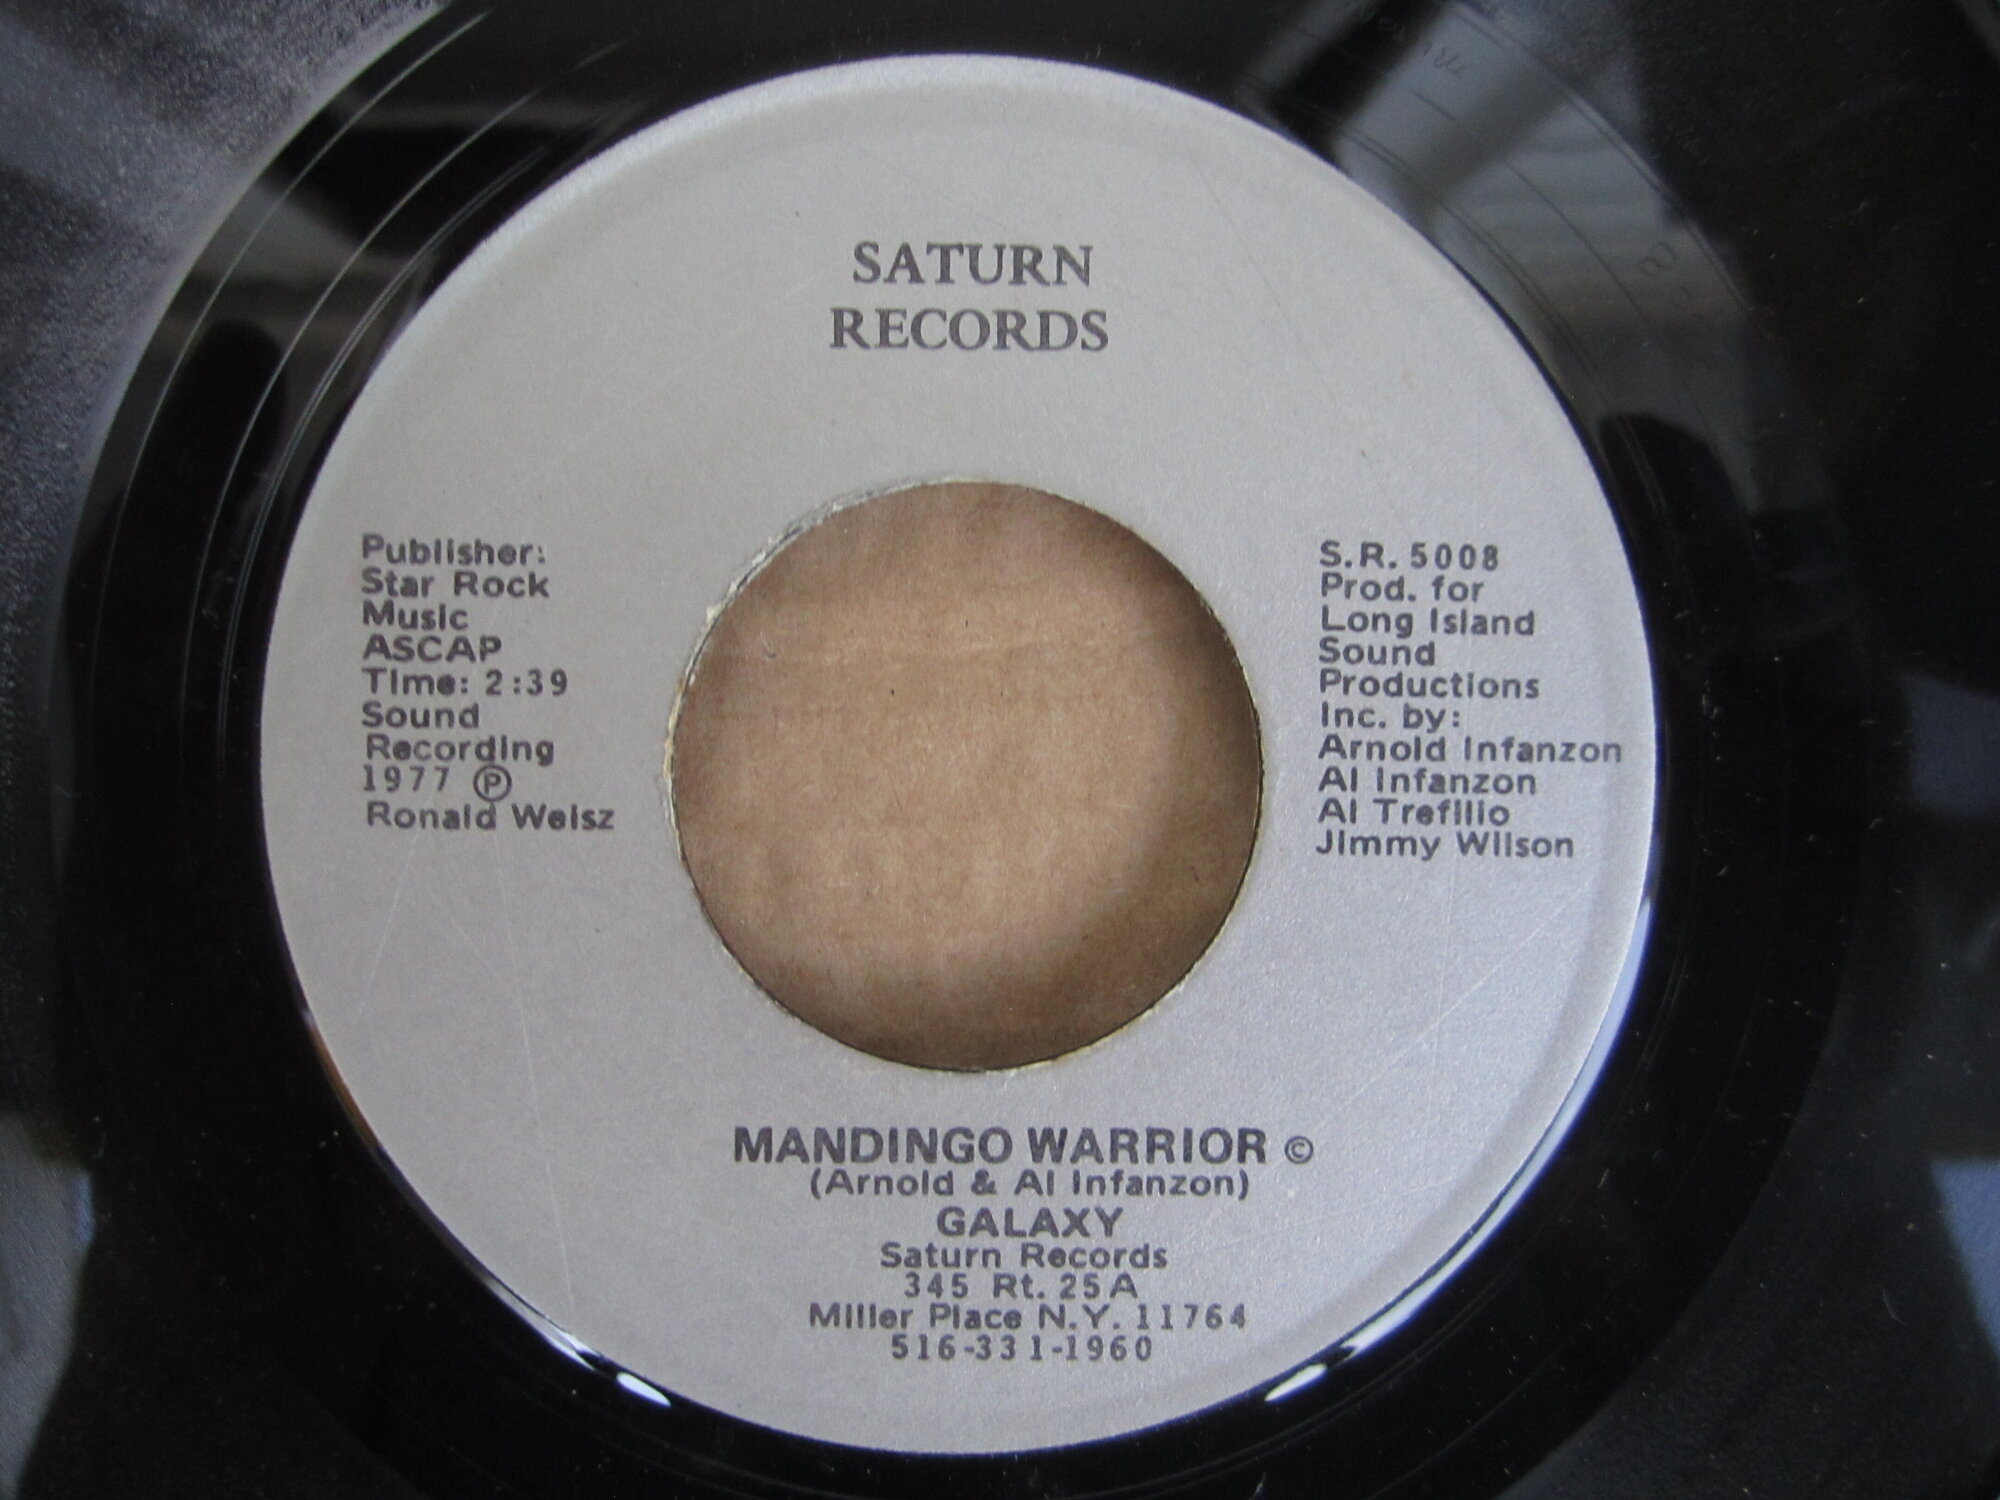 SATURN
RECORDS
Publisher:
Star Rock
Music
ASCAP
Time: 2:39
Sound
Recording
1977 Ⓟ
Ronald Weisz
S.R. 5008
Prod. for
Long Island
Sound
Productions
Inc. by:
Arnold Infanzon
Al Infanzon
Al Trefilio
Jimmy Wilson
MANDINGO WARRIOR ©
(Arnold & Al Infanzon)
GALAXY
Saturn Records
345 Rt. 25A
Miller Place N.Y. 11764
516-331-1960